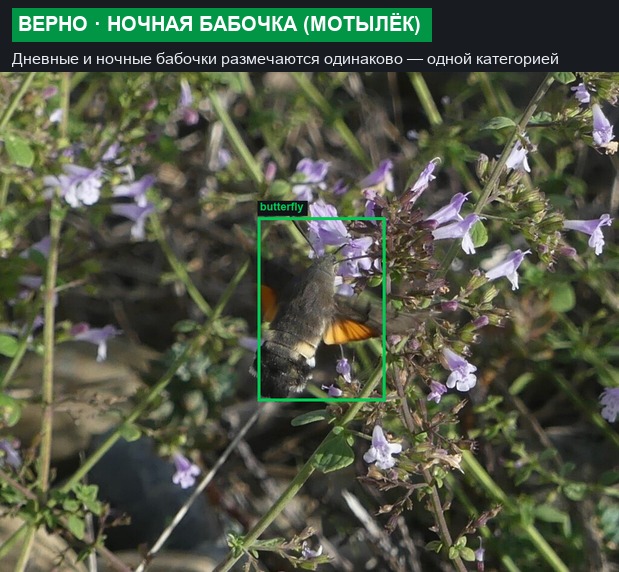 ВЕРНО · НОЧНАЯ БАБОЧКА (МОТЫЛЁК)
Дневные и ночные бабочки размечаются одинаково — одной категорией
butterfly